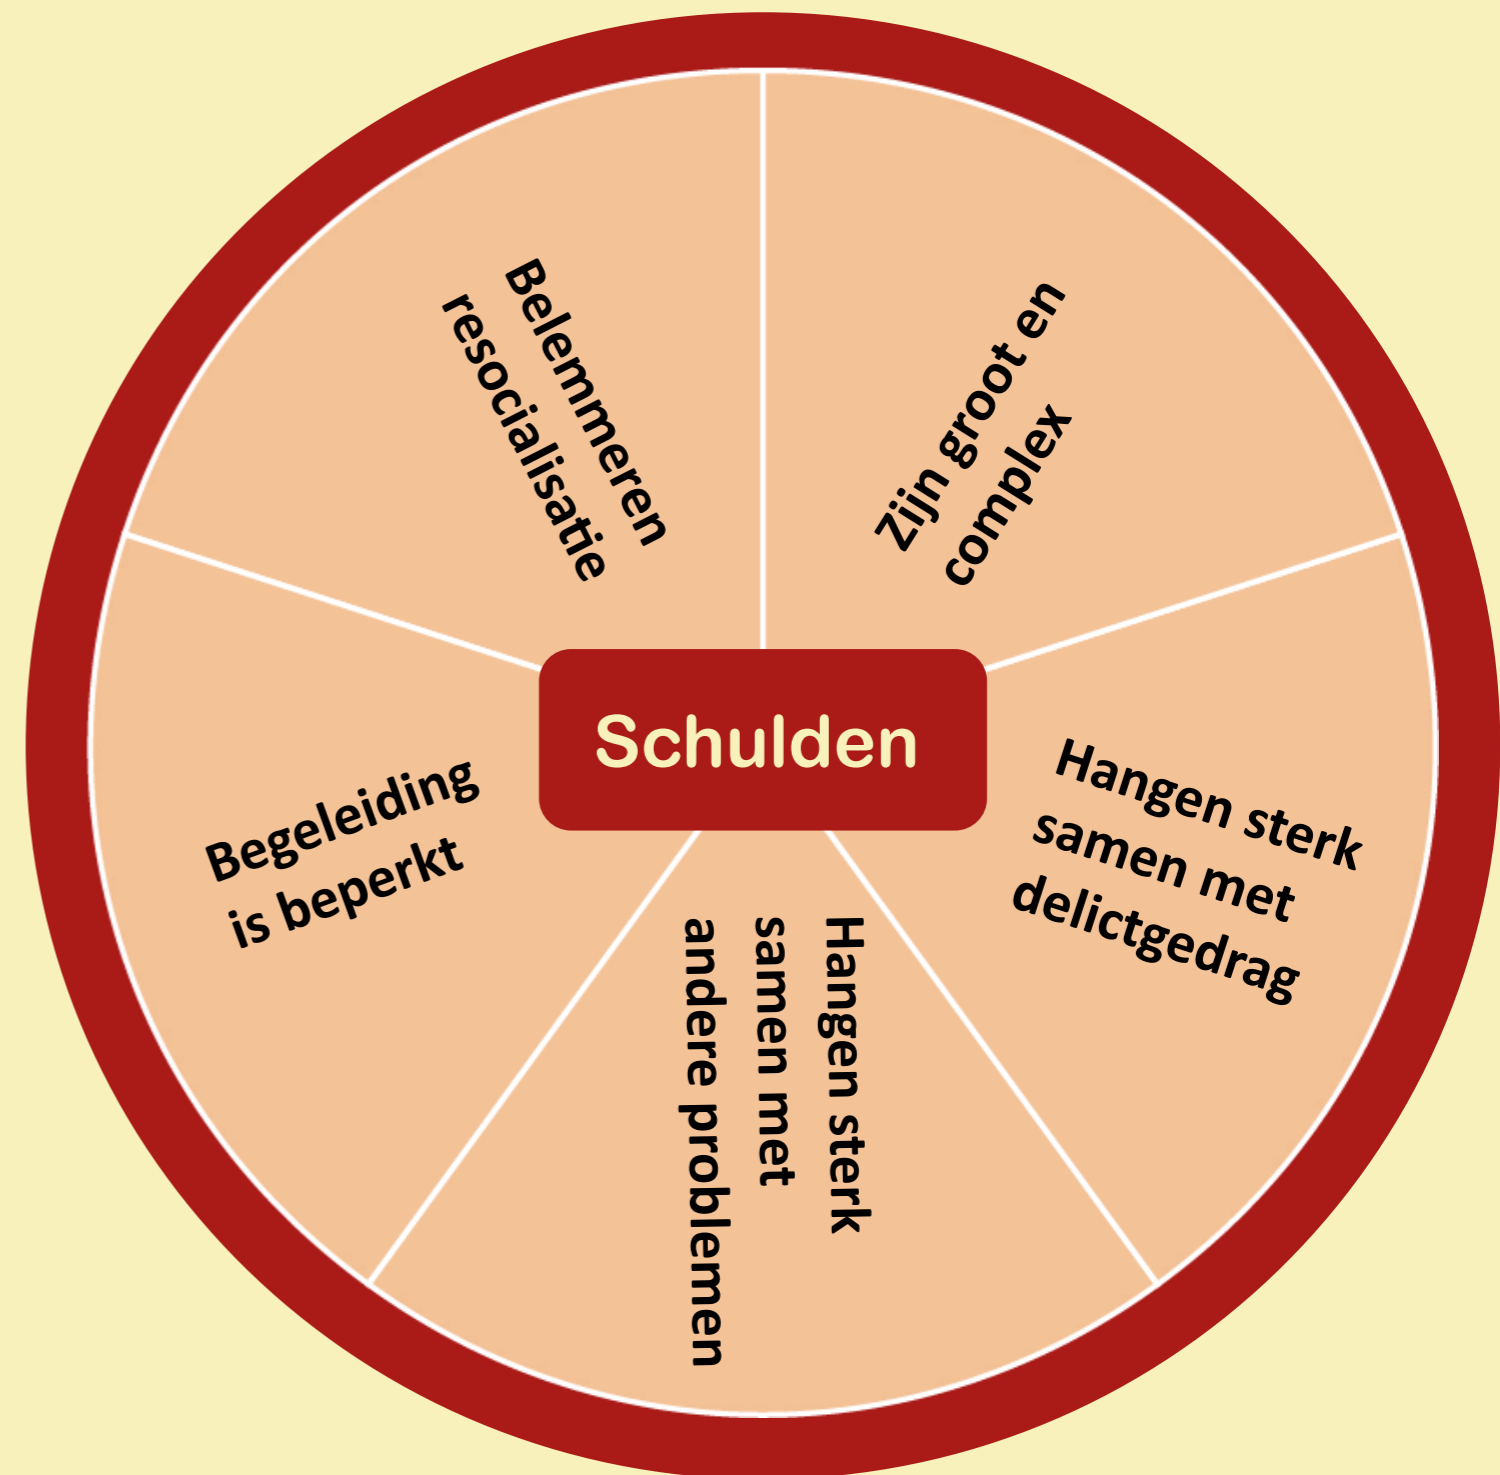 Schulden
Zijn groot en
complex
Hangen sterk
samen met
delictgedrag
Hangen sterk
samen met
andere problemen
Begeleiding
is beperkt
Belemmeren
resocialisatie